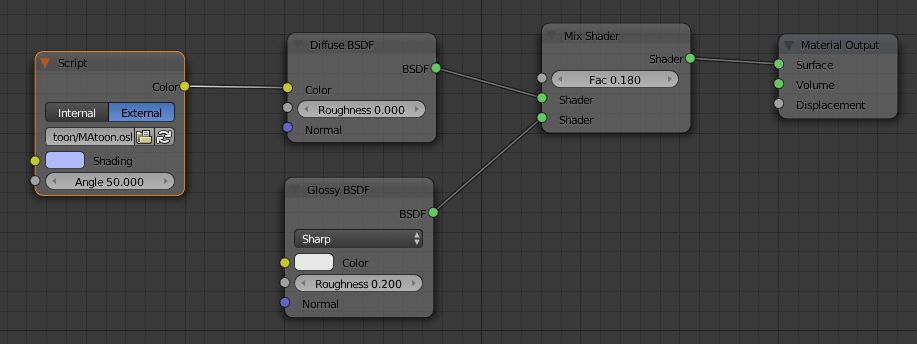 Script
Color
Internal External
toon/MAtoon.osl
Shading
Angle 50.000
Diffuse BSDF
BSDF
Color
Roughness 0.000
Normal
Glossy BSDF
BSDF
Sharp
Color
Roughness 0.200
Normal
Mix Shader
Shader
Fac 0.180
Shader
Shader
Material Output
Surface
Volume
Displacement